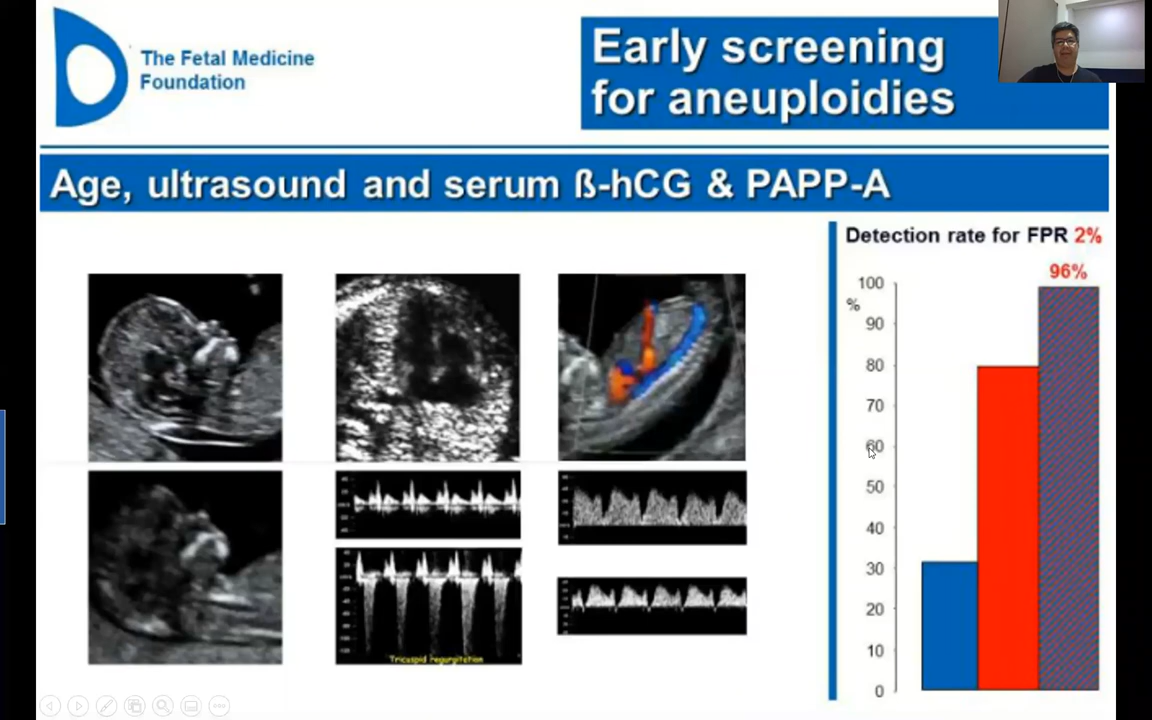 The Fetal Medicine
Foundation
Early screening
for aneuploidies
Age, ultrasound and serum ß-hCG & PAPP-A
Detection rate for FPR 2%
96%
100
%
90
80
70
60
50
40
30
20
10
0
Tricuspid regurgitation